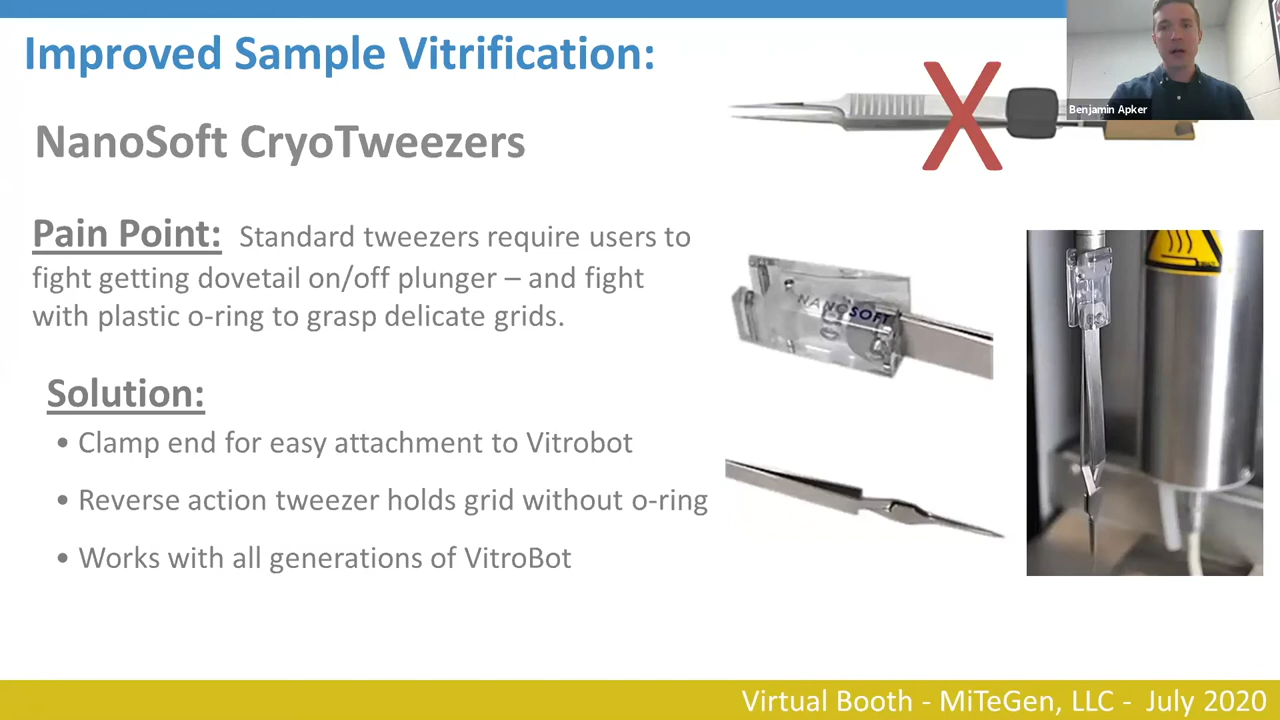 Improved Sample Vitrification:
Benjamin Apker
NanoSoft CryoTweezers
Pain Point: Standard tweezers require users to
fight getting dovetail on/off plunger – and fight
with plastic o-ring to grasp delicate grids.
NANOSOFT
Solution:
• Clamp end for easy attachment to Vitrobot
• Reverse action tweezer holds grid without o-ring
• Works with all generations of VitroBot
Virtual Booth - MiTeGen, LLC - July 2020